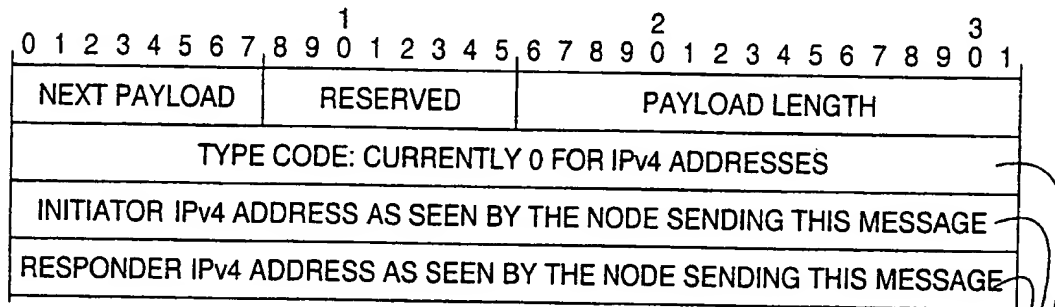 1 2 3
0 1 2 3 4 5 6 7 8 9 0 1 2 3 4 5 6 7 8 9 0 1 2 3 4 5 6 7 8 9 0 1
NEXT PAYLOAD RESERVED PAYLOAD LENGTH
TYPE CODE: CURRENTLY 0 FOR IPv4 ADDRESSES
INITIATOR IPv4 ADDRESS AS SEEN BY THE NODE SENDING THIS MESSAGE
RESPONDER IPv4 ADDRESS AS SEEN BY THE NODE SENDING THIS MESSAGE